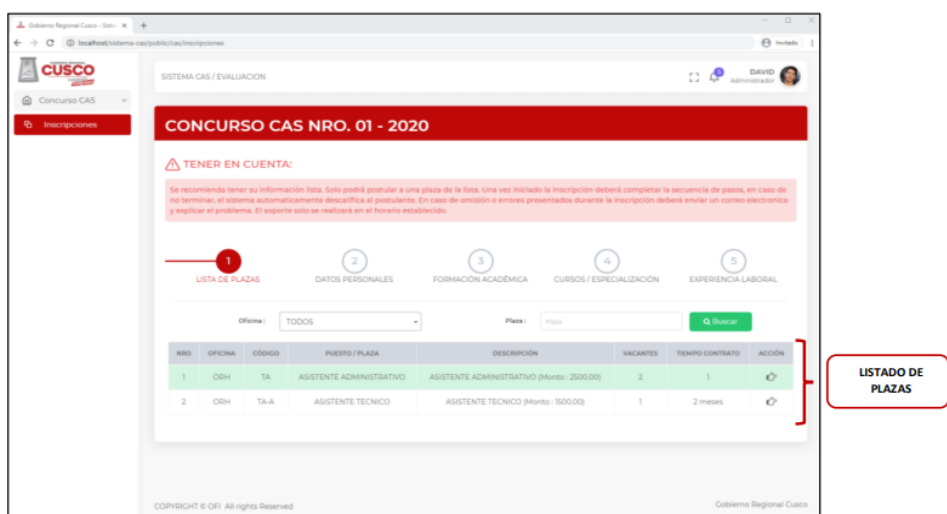 Gobierno Regional Cusco - Siste
localhost/sistema-cas/public/cas/inscripciones
Invitado
CUSCO
SISTEMA CAS / EVALUACION
DAVID
Administrador
Concurso CAS
Inscripciones
CONCURSO CAS NRO. 01 - 2020
TENER EN CUENTA:
Se recomienda tener su información lista. Solo podrá postular a una plaza de la lista. Una vez iniciado la inscripción deberá completar la secuencia de pasos, en caso de
no terminar, el sistema automaticamente descalifica al postulante. En caso de omisión o errores presentados durante la inscripción deberá enviar un correo electronico
y explicar el problema. El soporte solo se realizará en el horario establecido.
1 2 3 4 5
LISTA DE PLAZAS DATOS PERSONALES FORMACIÓN ACADÉMICA CURSOS / ESPECIALIZACIÓN EXPERIENCIA LABORAL
Oficina : TODOS Plaza : Plaza Buscar
NRO OFICINA CÓDIGO PUESTO / PLAZA DESCRIPCIÓN VACANTES TIEMPO CONTRATO ACCIÓN
1 ORH TA ASISTENTE ADMINISTRATIVO ASISTENTE ADMINISTRATIVO (Monto : 2500.00) 2 1
2 ORH TA-A ASISTENTE TECNICO ASISTENTE TECNICO (Monto : 1500.00) 1 2 meses
LISTADO DE
PLAZAS
COPYRIGHT © OFI All rights Reserved
Gobierno Regional Cusco